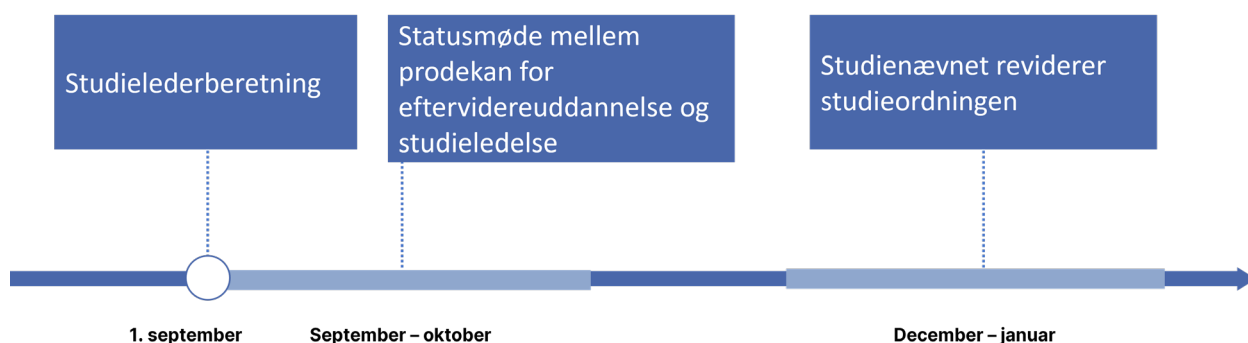 Studielederberetning
Statusmøde mellem
prodekan for
eftervidereuddannelse og
studieledelse
Studienævnet reviderer
studieordningen
1. september
September – oktober
December – januar